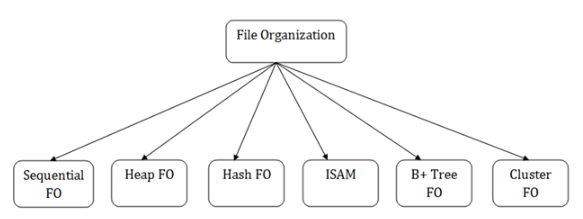 File Organization
Sequential
FO
Heap FO
Hash FO
ISAM
B+ Tree
FO
Cluster
FO